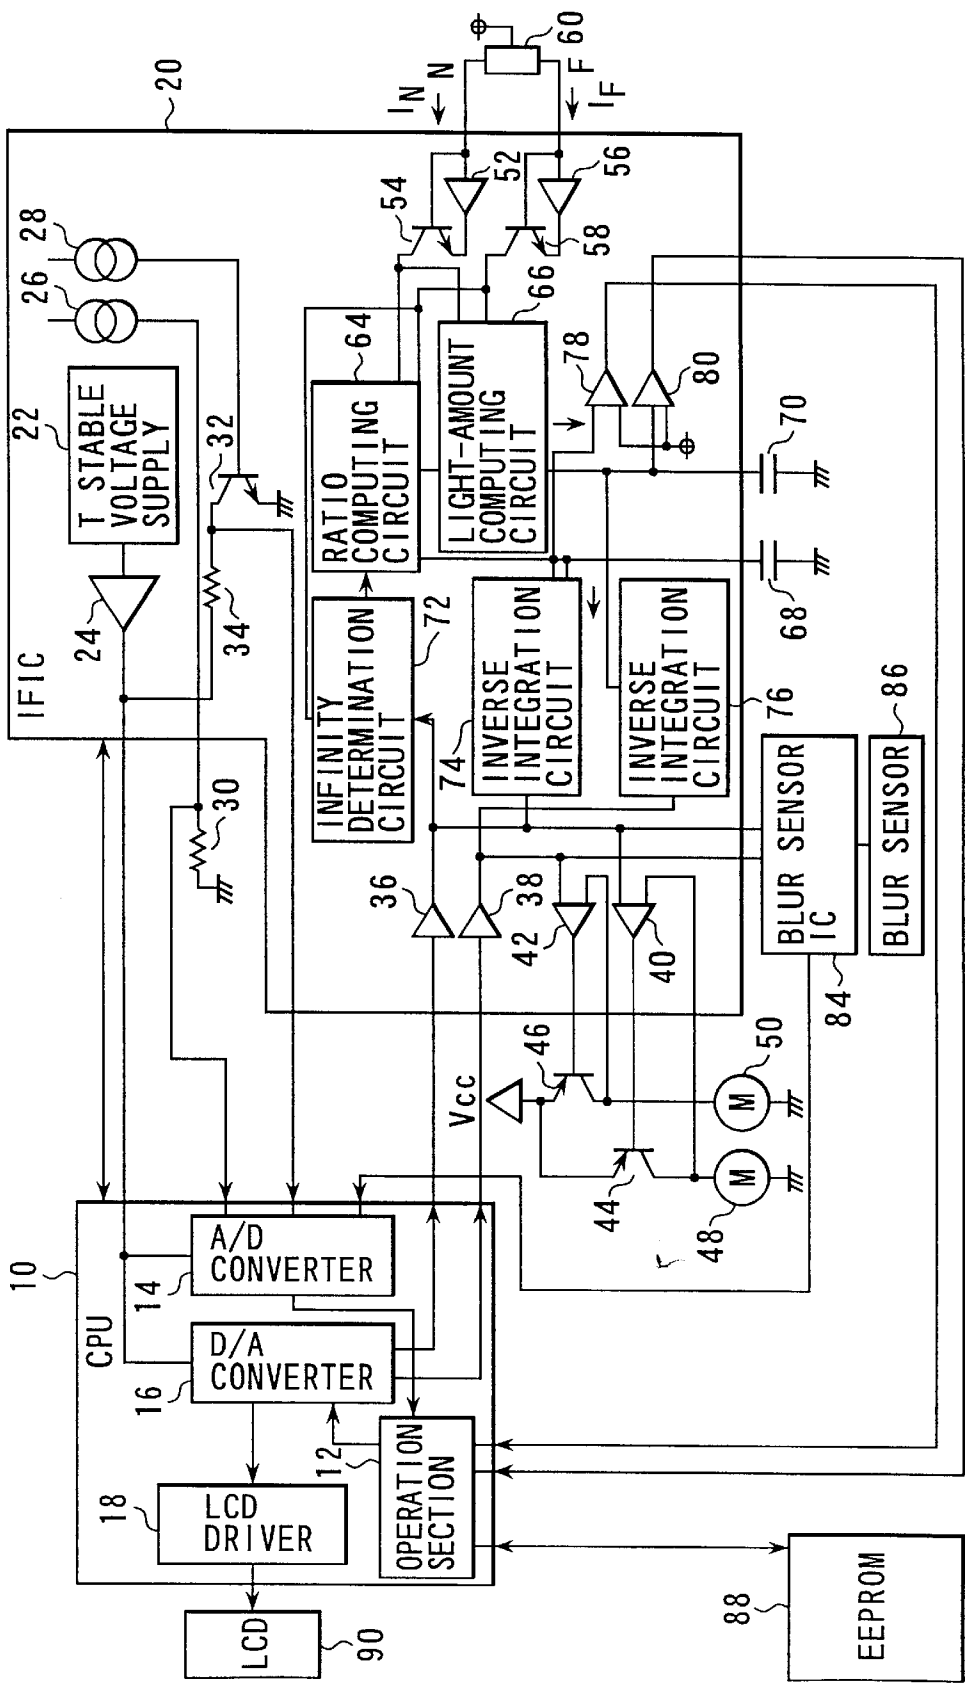 10
CPU
20
IFIC
22
T STABLE
VOLTAGE
SUPPLY
24
26
28
30
32
34
14
A/D
CONVERTER
16
D/A
CONVERTER
18
LCD
DRIVER
12
OPERATION
SECTION
LCD
90
88
EEPROM
36
38
42
40
Vcc
46
44
50
M
48
M
INFINITY
DETERMINATION
CIRCUIT
72
RATIO
COMPUTING
CIRCUIT
64
LIGHT-AMOUNT
COMPUTING
CIRCUIT
66
74
INVERSE
INTEGRATION
CIRCUIT
INVERSE
INTEGRATION
CIRCUIT
76
54
52
58
56
IN
N
60
F
IF
78
80
70
68
BLUR SENSOR
IC
84
BLUR SENSOR
86